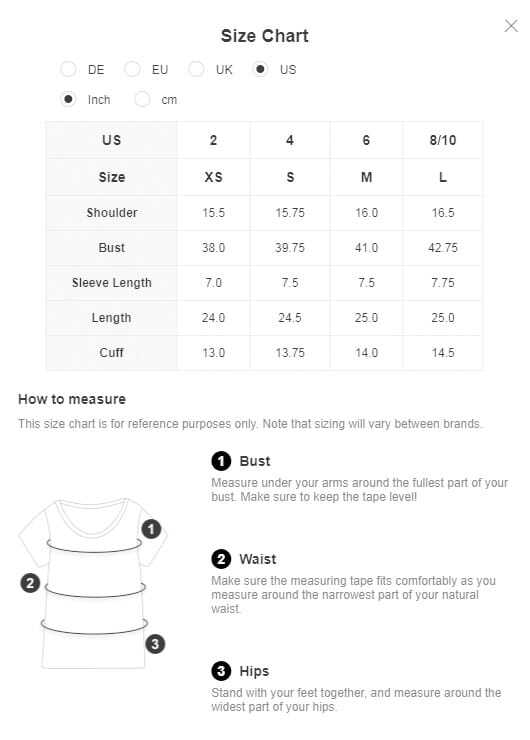 Size Chart
DE EU UK US
Inch cm
US 2 4 6 8/10
Size XS S M L
Shoulder 15.5 15.75 16.0 16.5
Bust 38.0 39.75 41.0 42.75
Sleeve Length 7.0 7.5 7.5 7.75
Length 24.0 24.5 25.0 25.0
Cuff 13.0 13.75 14.0 14.5
How to measure
This size chart is for reference purposes only. Note that sizing will vary between brands.
1 Bust
Measure under your arms around the fullest part of your
bust. Make sure to keep the tape level!
1
2 Waist
2
Make sure the measuring tape fits comfortably as you
measure around the narrowest part of your natural
waist.
3
3 Hips
Stand with your feet together, and measure around the
widest part of your hips.